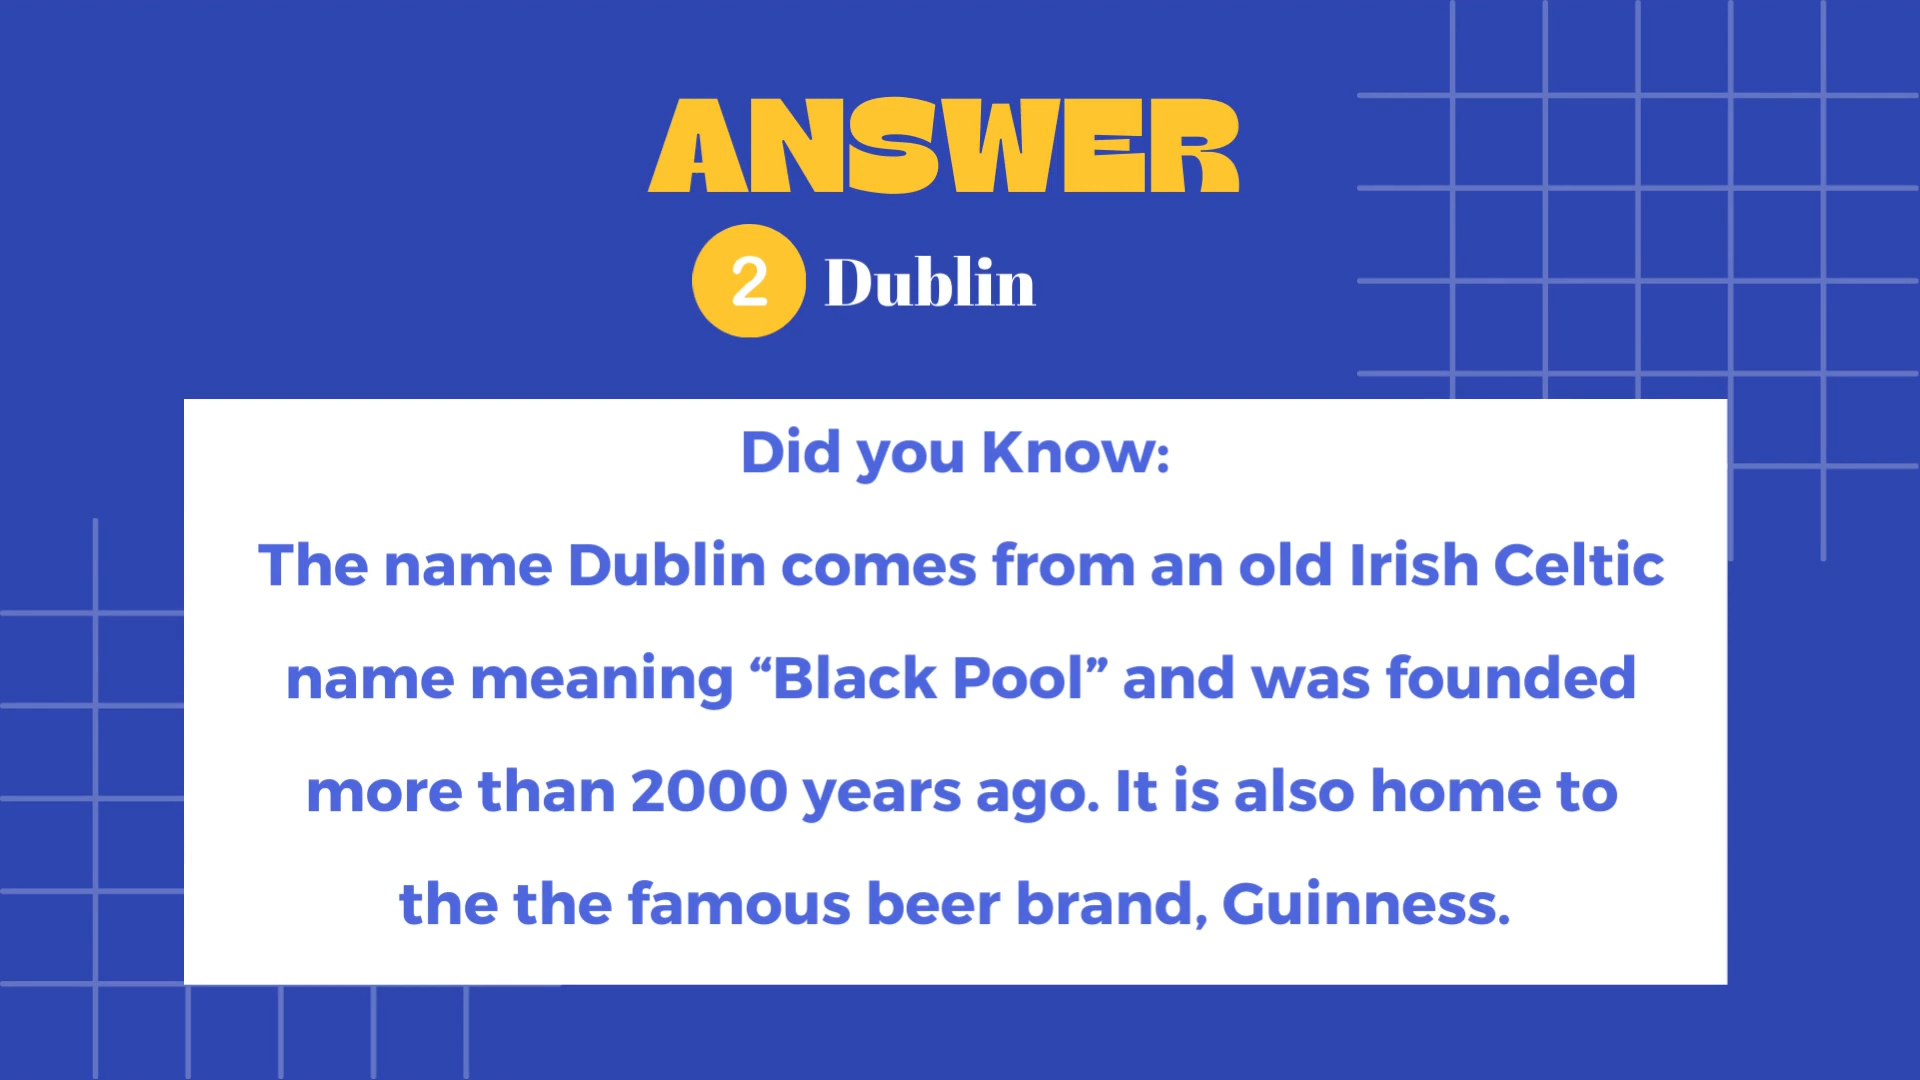 ANSWER
2 Dublin
Did you Know:
The name Dublin comes from an old Irish Celtic
name meaning “Black Pool” and was founded
more than 2000 years ago. It is also home to
the the famous beer brand, Guinness.